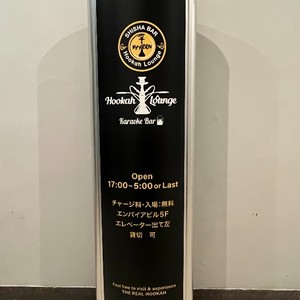 SHISHA BAR
Hookah Lounge
Hookah Lounge
Karaoke Bar
Open
17:00~5:00 or Last
チャージ料・入場：無料
エンパイアビル5F
エレベーター出て左
貸切　可
Feel free to visit & experience
THE REAL HOOKAH